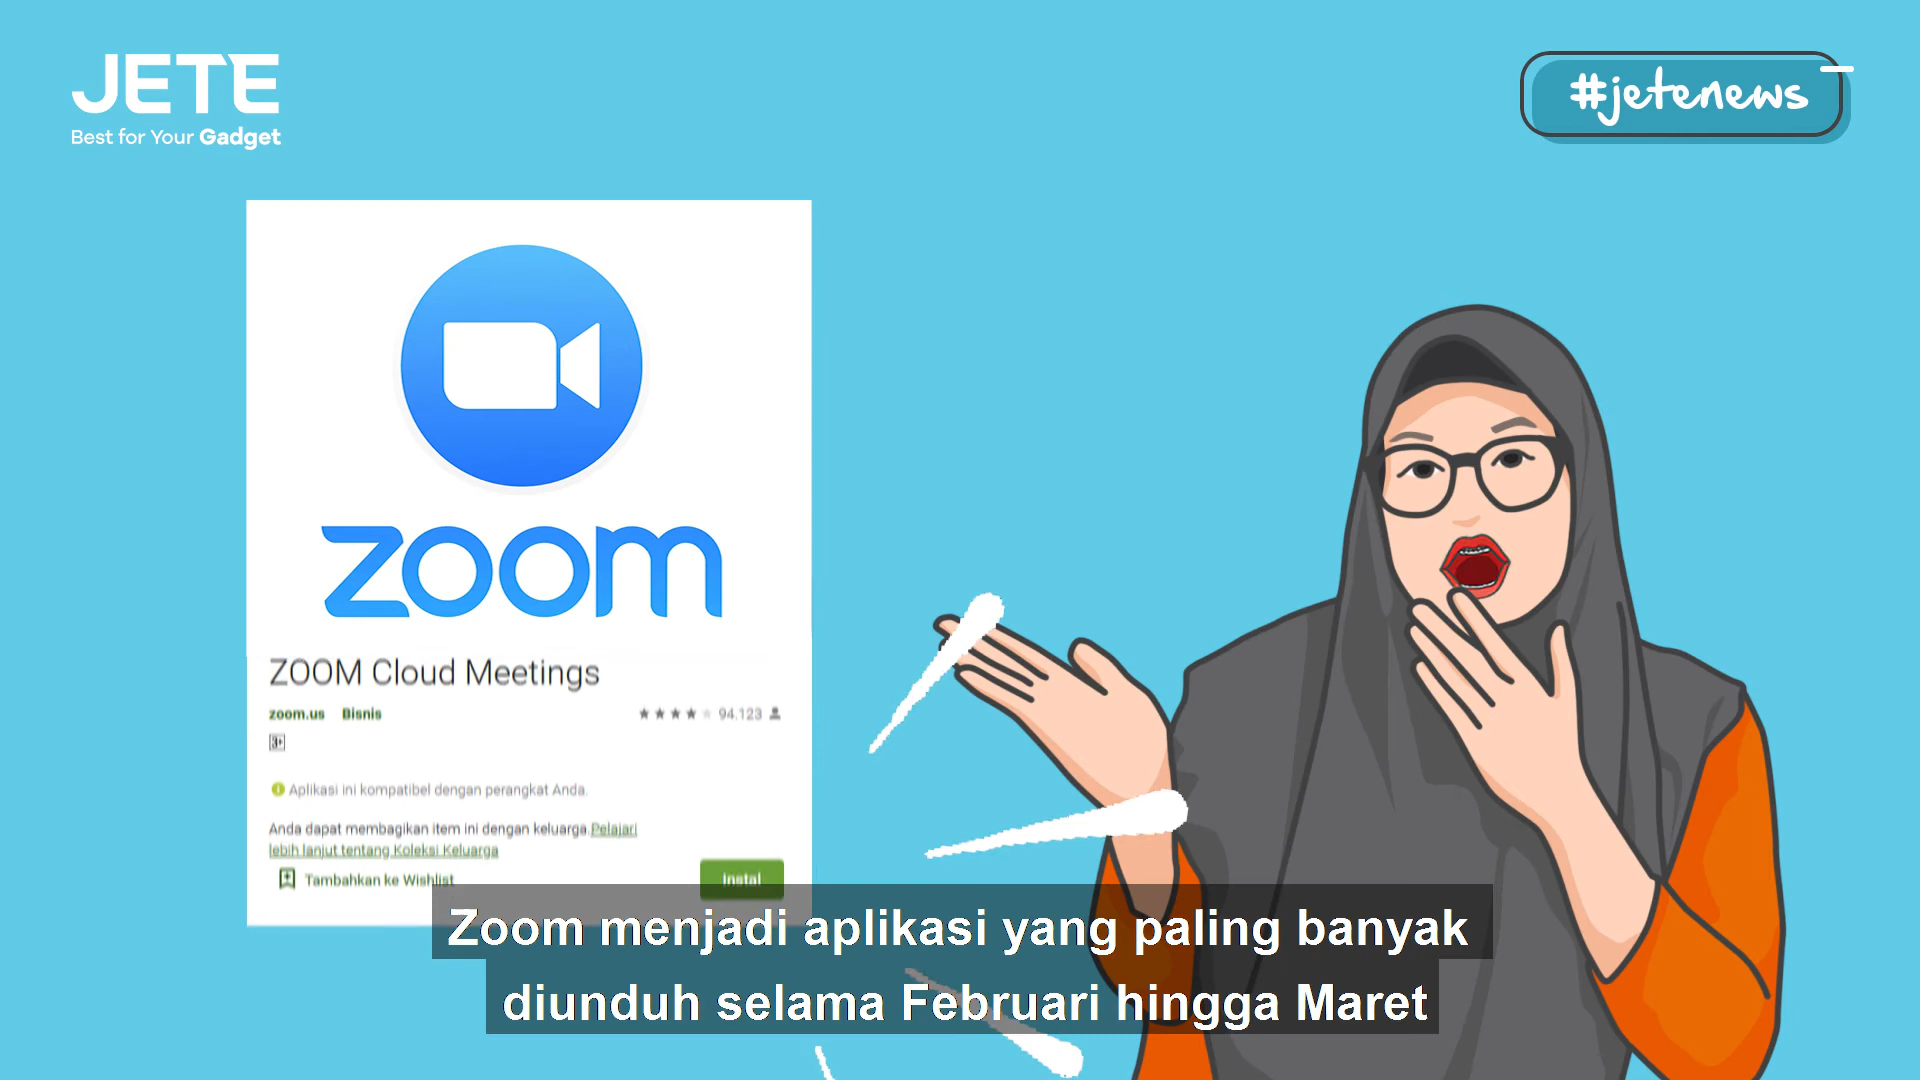 JETE
Best for Your Gadget
#jetenews
zoom
ZOOM Cloud Meetings
zoom.us Bisnis
94.123
3+
Aplikasi ini kompatibel dengan perangkat Anda.
Anda dapat membagikan item ini dengan keluarga. Pelajari
lebih lanjut tentang Koleksi Keluarga
Tambahkan ke Wishlist
Instal
Zoom menjadi aplikasi yang paling banyak
diunduh selama Februari hingga Maret